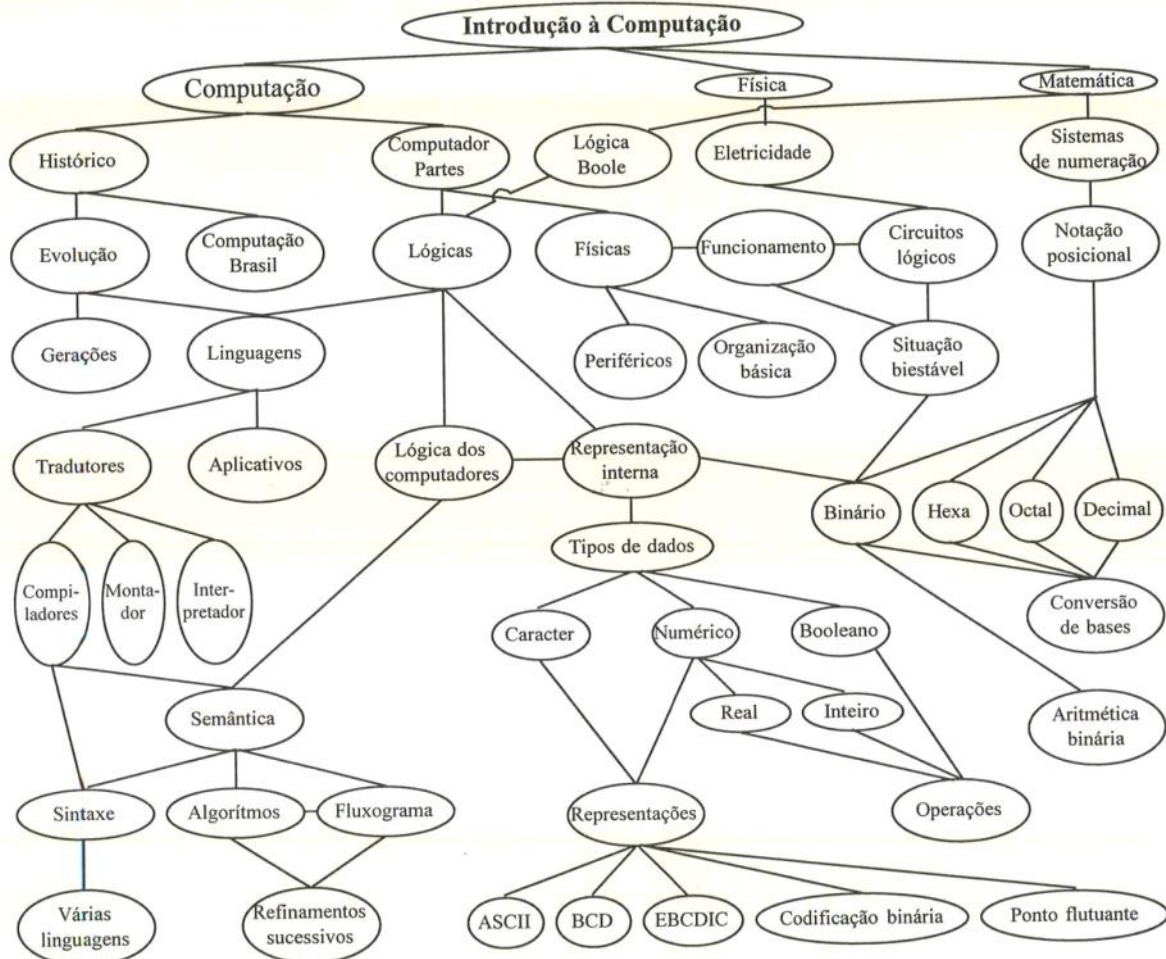 Introdução à Computação
Computação
Física
Matemática
Histórico
Computador
Partes
Lógica
Boole
Eletricidade
Sistemas
de numeração
Evolução
Computação
Brasil
Lógicas
Físicas
Funcionamento
Circuitos
lógicos
Notação
posicional
Gerações
Linguagens
Periféricos
Organização
básica
Situação
biestável
Tradutores
Aplicativos
Lógica dos
computadores
Representação
interna
Binário
Hexa
Octal
Decimal
Tipos de dados
Compi-
ladores
Monta-
dor
Inter-
pretador
Caracter
Numérico
Booleano
Conversão
de bases
Semântica
Real
Inteiro
Aritmética
binária
Sintaxe
Algorítmos
Fluxograma
Representações
Operações
Várias
linguagens
Refinamentos
sucessivos
ASCII
BCD
EBCDIC
Codificação binária
Ponto flutuante